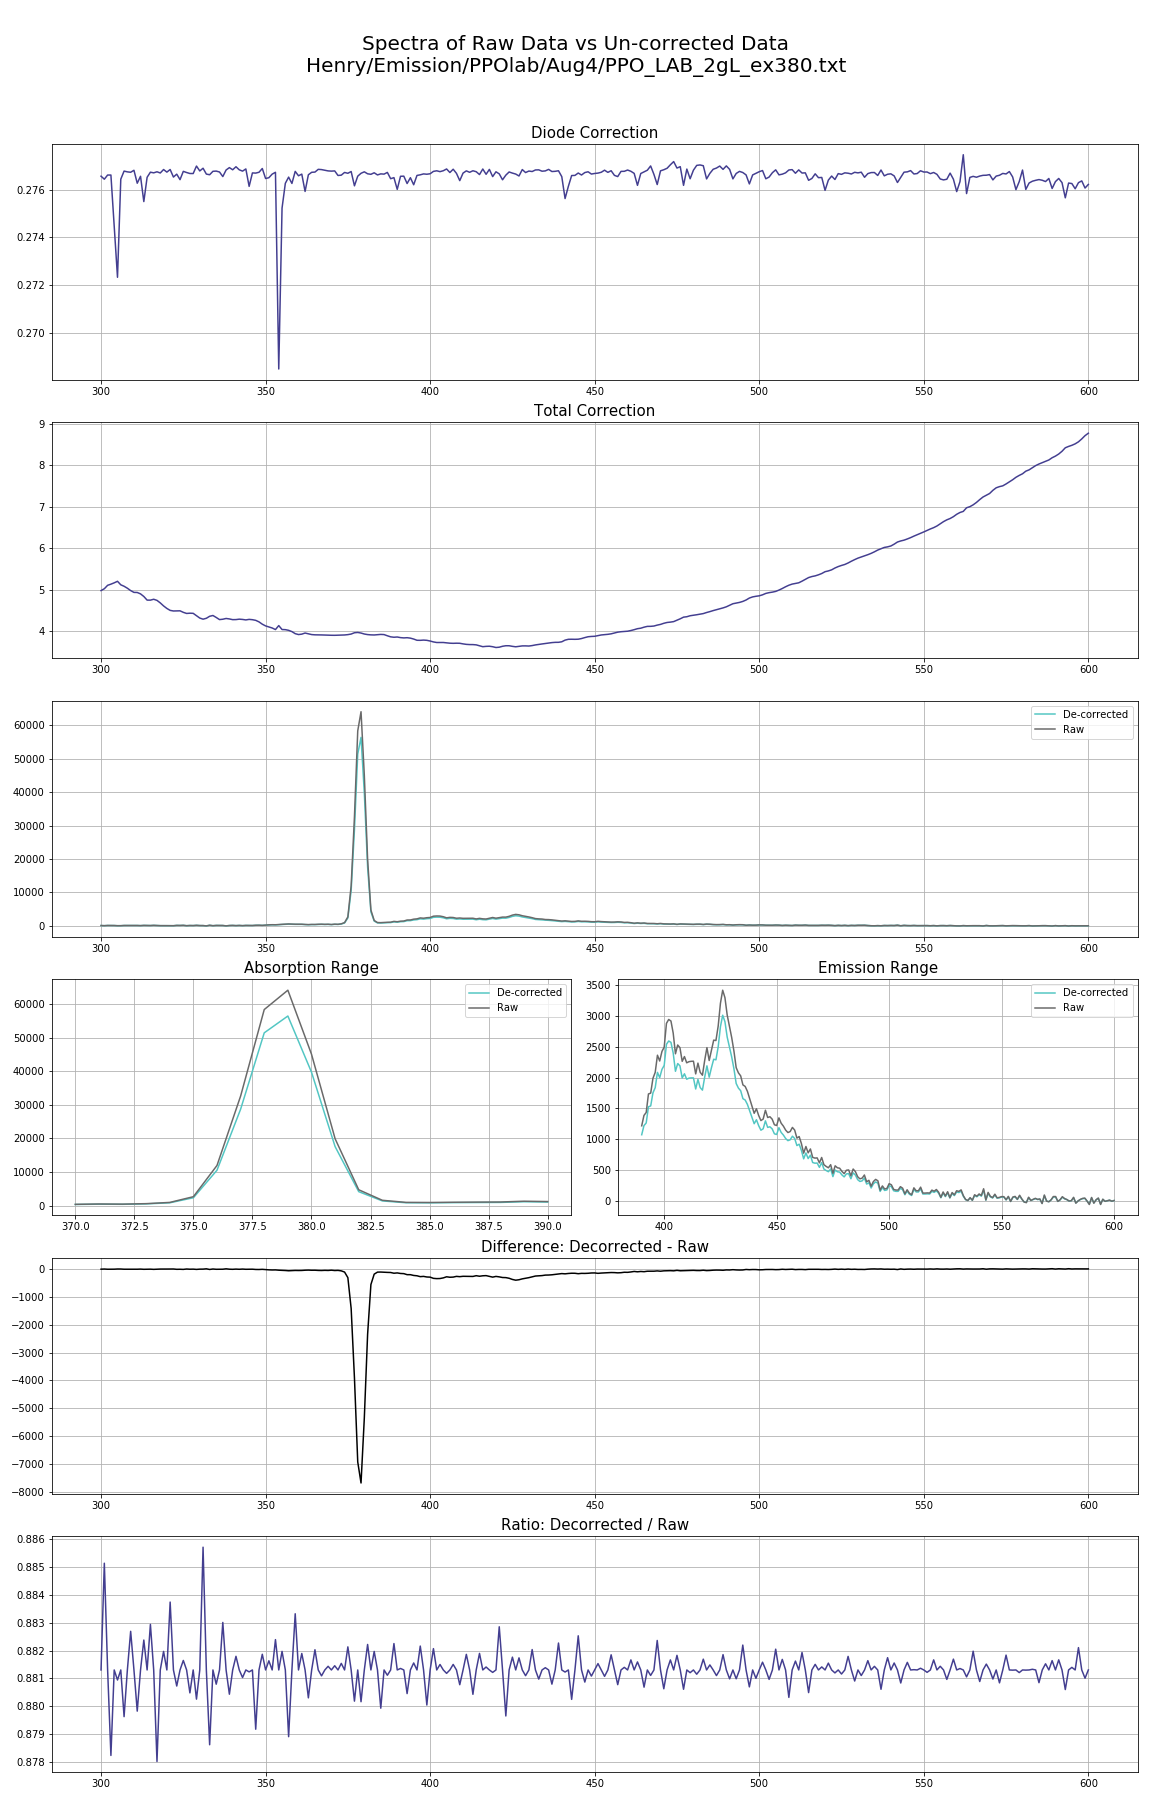 Spectra of Raw Data vs Un-corrected Data
Henry/Emission/PPOlab/Aug4/PPO_LAB_2gL_ex380.txt
Diode Correction
0.276
0.274
0.272
0.270
300 350 400 450 500 550 600
Total Correction
9
8
7
6
5
4
300 350 400 450 500 550 600
De-corrected
Raw
60000
50000
40000
30000
20000
10000
0
300 350 400 450 500 550 600
Absorption Range
De-corrected
Raw
60000
50000
40000
30000
20000
10000
0
370.0 372.5 375.0 377.5 380.0 382.5 385.0 387.5 390.0
Emission Range
De-corrected
Raw
3500
3000
2500
2000
1500
1000
500
0
400 450 500 550 600
Difference: Decorrected - Raw
0
−1000
−2000
−3000
−4000
−5000
−6000
−7000
−8000
300 350 400 450 500 550 600
Ratio: Decorrected / Raw
0.886
0.885
0.884
0.883
0.882
0.881
0.880
0.879
0.878
300 350 400 450 500 550 600